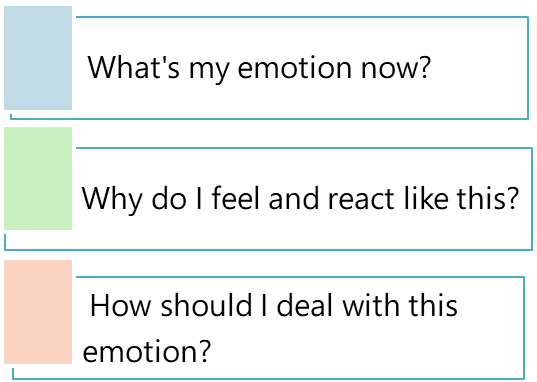 What's my emotion now?
Why do I feel and react like this?
How should I deal with this
emotion?